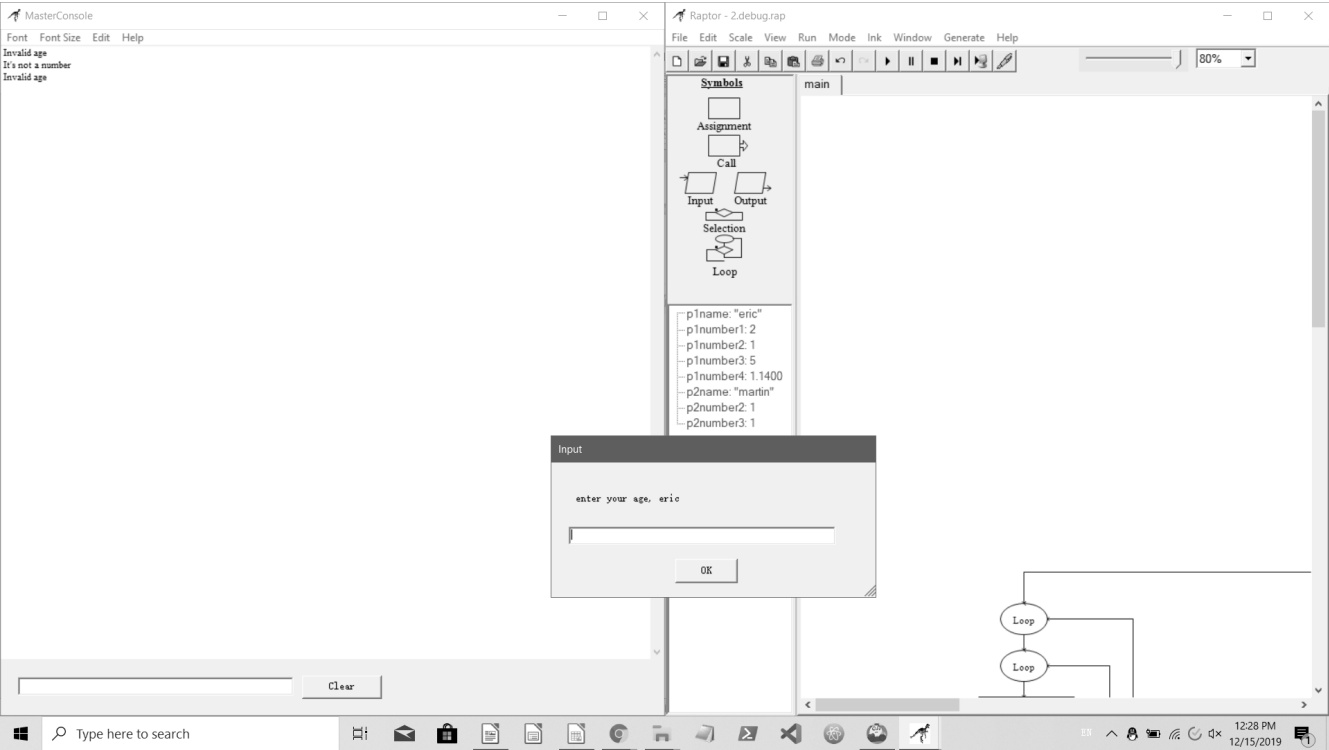 MasterConsole
Font Font Size Edit Help
Invalid age
It's not a number
Invalid age
Clear
Raptor - 2.debug.rap
File Edit Scale View Run Mode Ink Window Generate Help
80%
Symbols
main
Assignment
Call
Input Output
Selection
Loop
p1name: "eric"
p1number1: 2
p1number2: 1
p1number3: 5
p1number4: 1.1400
p2name: "martin"
p2number2: 1
p2number3: 1
Input
enter your age, eric
OK
Loop
Loop
Type here to search
EN
12:28 PM
12/15/2019
1